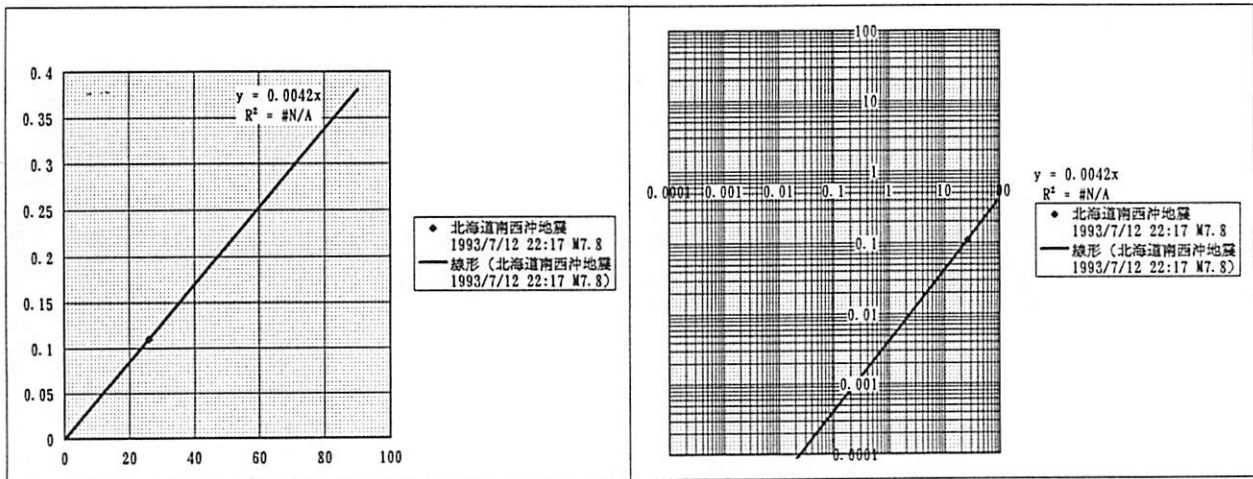 0.4
0.35
0.3
0.25
0.2
0.15
0.1
0.05
0
0 20 40 60 80 100
y = 0.0042x
R² = #N/A
北海道南西沖地震
1993/7/12 22:17 M7.8
線形 (北海道南西沖地震
1993/7/12 22:17 M7.8)
100
10
1
0.0001 0.001 0.01 0.1 1 10 100
0.1
0.01
0.001
0.0001
y = 0.0042x
R² = #N/A
北海道南西沖地震
1993/7/12 22:17 M7.8
線形 (北海道南西沖地震
1993/7/12 22:17 M7.8)